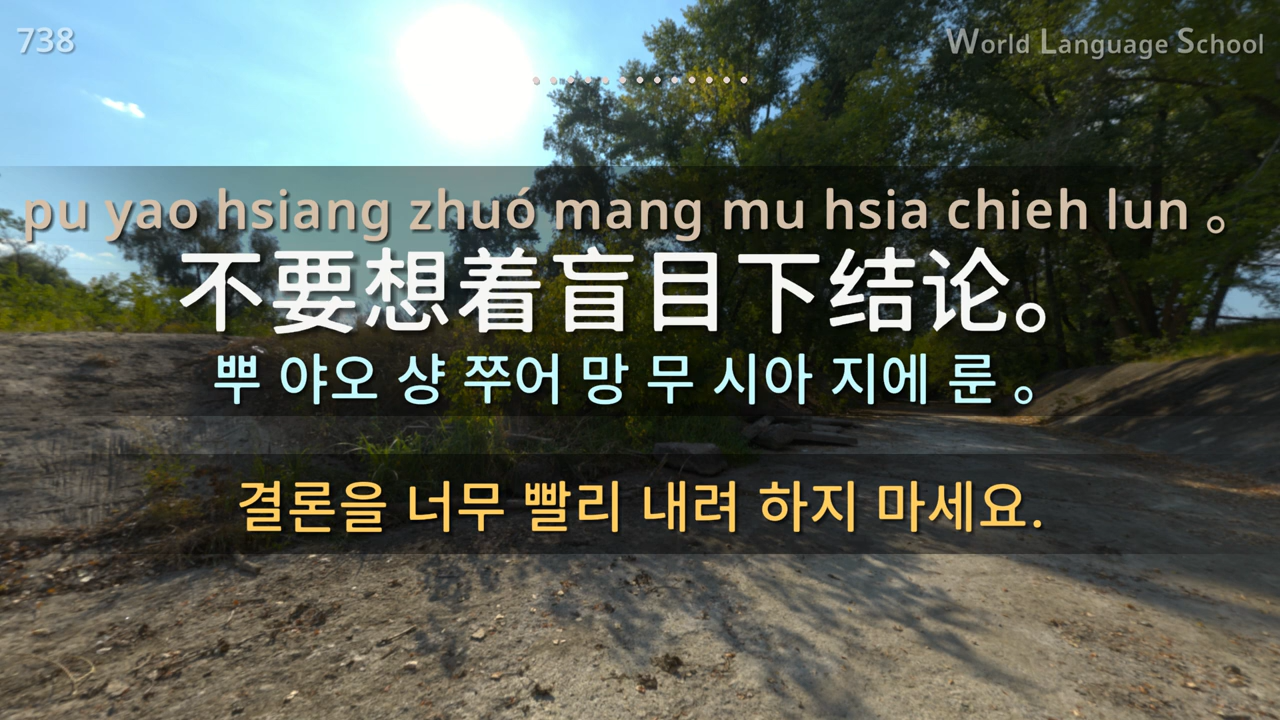 738
World Language School
pu yao hsiang zhuó mang mu hsia chieh lun 。
不要想着盲目下结论。
뿌 야오 샹 쭈어 망 무 시아 지에 룬 。
결론을 너무 빨리 내려 하지 마세요.